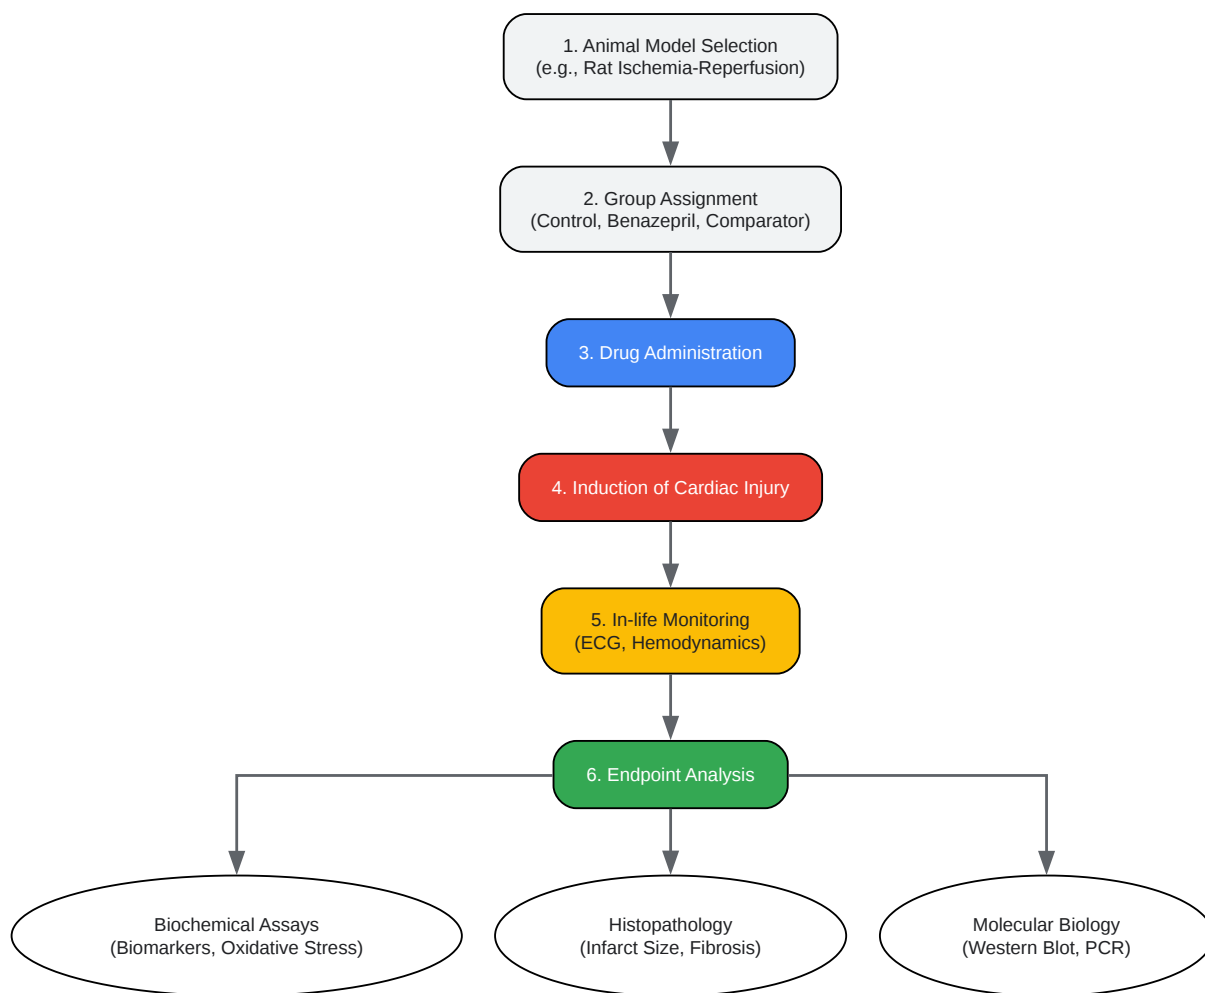 1. Animal Model Selection
(e.g., Rat Ischemia-Reperfusion)
2. Group Assignment
(Control, Benazepril, Comparator)
3. Drug Administration
4. Induction of Cardiac Injury
5. In-life Monitoring
(ECG, Hemodynamics)
6. Endpoint Analysis
Biochemical Assays
(Biomarkers, Oxidative Stress)
Histopathology
(Infarct Size, Fibrosis)
Molecular Biology
(Western Blot, PCR)